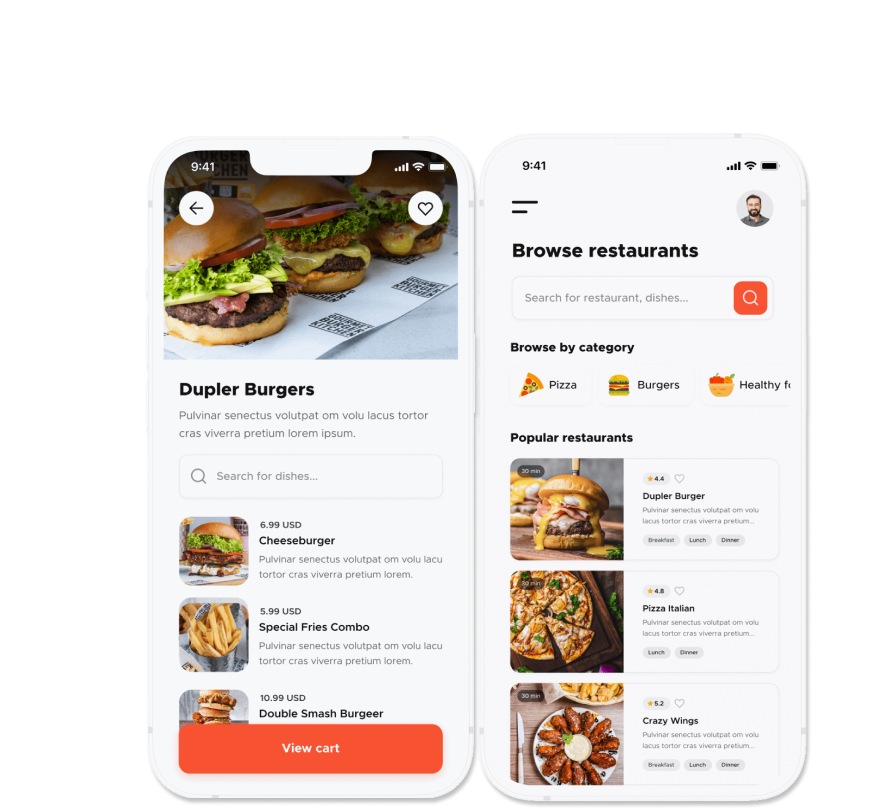 9:41
GOURMET
BURGER
KITCHEN
Dupler Burgers
Pulvinar senectus volutpat om volu lacus tortor
cras viverra pretium lorem ipsum.
Search for dishes...
6.99 USD
Cheeseburger
Pulvinar senectus volutpat om volu lacu
tortor cras viverra pretium lorem.
5.99 USD
Special Fries Combo
Pulvinar senectus volutpat om volu lacu
tortor cras viverra pretium lorem.
10.99 USD
Double Smash Burgeer
View cart
9:41
Browse restaurants
Search for restaurant, dishes...
Browse by category
Pizza
Burgers
Healthy fo
Popular restaurants
30 min
4.4
Dupler Burger
Pulvinar senectus volutpat om volu
lacus tortor cras viverra pretium...
Breakfast Lunch Dinner
30 min
4.8
Pizza Italian
Pulvinar senectus volutpat om volu
lacus tortor cras viverra pretium...
Lunch Dinner
30 min
5.2
Crazy Wings
Pulvinar senectus volutpat om volu
lacus tortor cras viverra pretium...
Breakfast Lunch Dinner